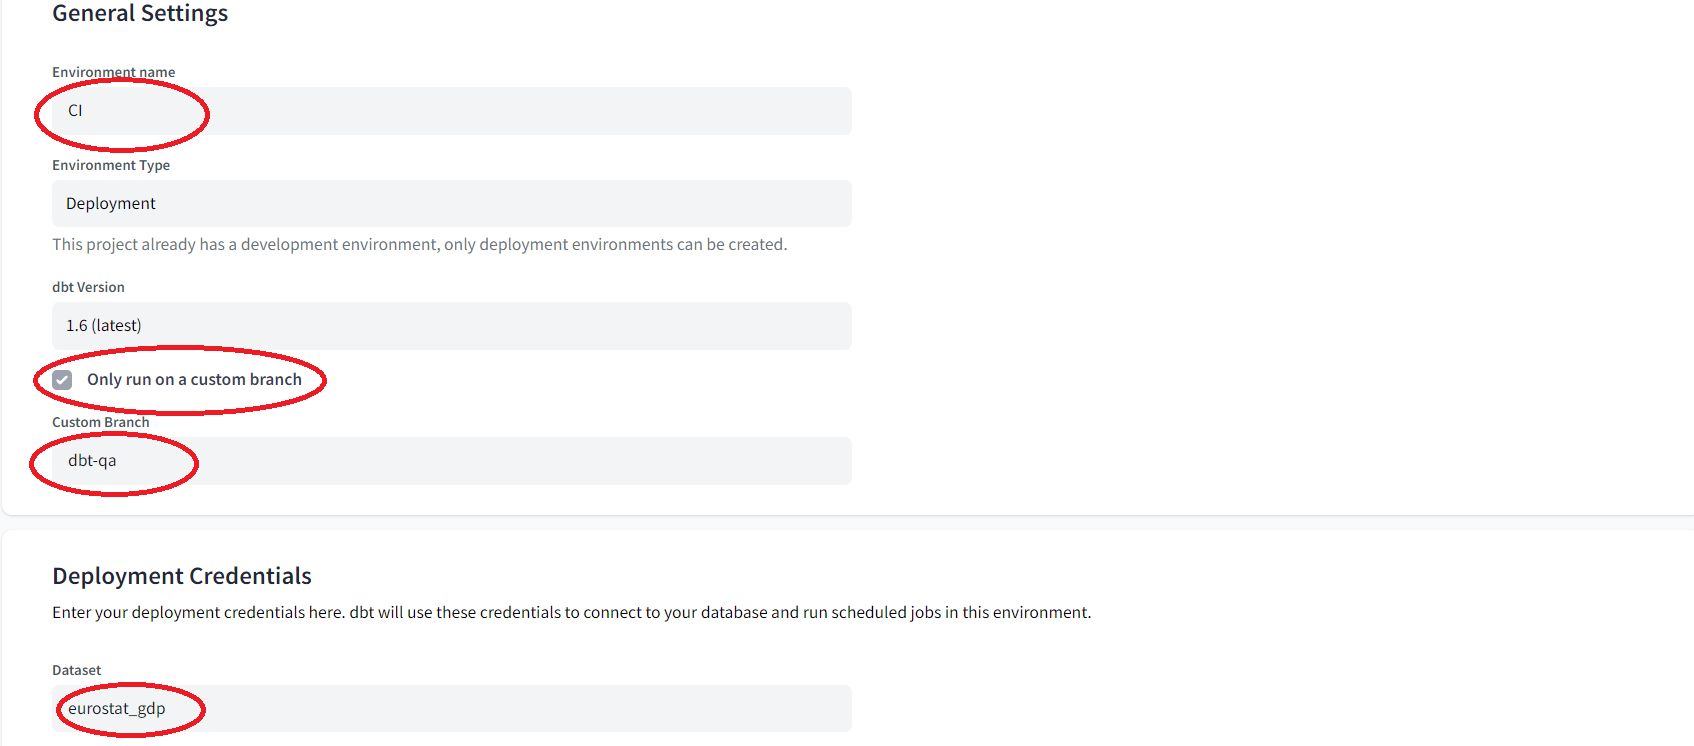 General Settings
Environment name
CI
Environment Type
Deployment
This project already has a development environment, only deployment environments can be created.
dbt Version
1.6 (latest)
Only run on a custom branch
Custom Branch
dbt-qa
Deployment Credentials
Enter your deployment credentials here. dbt will use these credentials to connect to your database and run scheduled jobs in this environment.
Dataset
eurostat_gdp